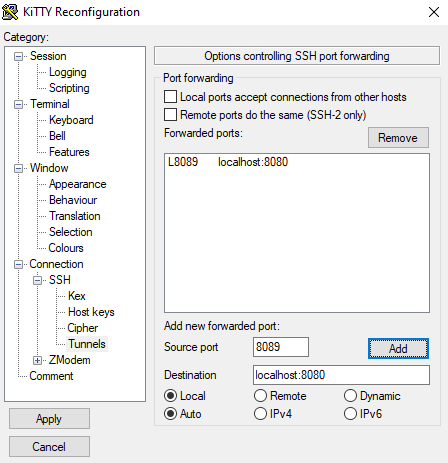 KiTTY Reconfiguration
Category:
Session
Logging
Scripting
Terminal
Keyboard
Bell
Features
Window
Appearance
Behaviour
Translation
Selection
Colours
Connection
SSH
Kex
Host keys
Cipher
Tunnels
ZModem
Comment
Apply
Cancel
Options controlling SSH port forwarding
Port forwarding
Local ports accept connections from other hosts
Remote ports do the same (SSH-2 only)
Forwarded ports:
Remove
L8089 localhost:8080
Add new forwarded port:
Source port 8089 Add
Destination localhost:8080
Local Remote Dynamic
Auto IPv4 IPv6